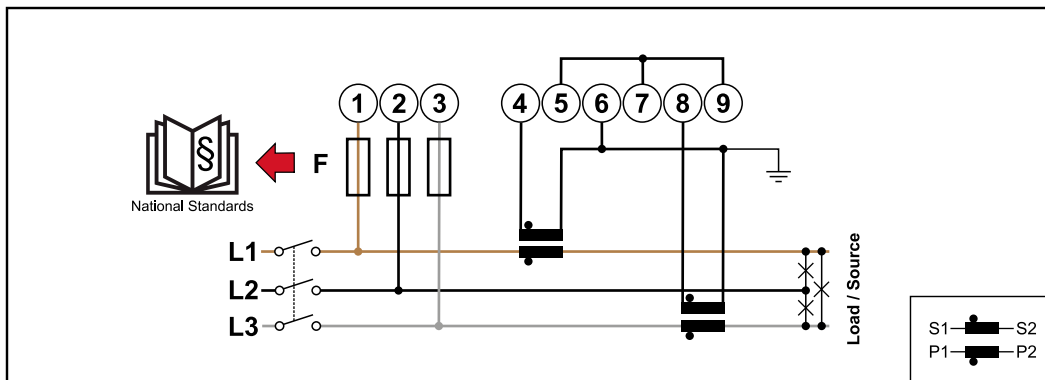 1 2 3 4 5 6 7 8 9
§
F
National Standards
L1
L2
L3
Load / Source
S1 S2
P1 P2